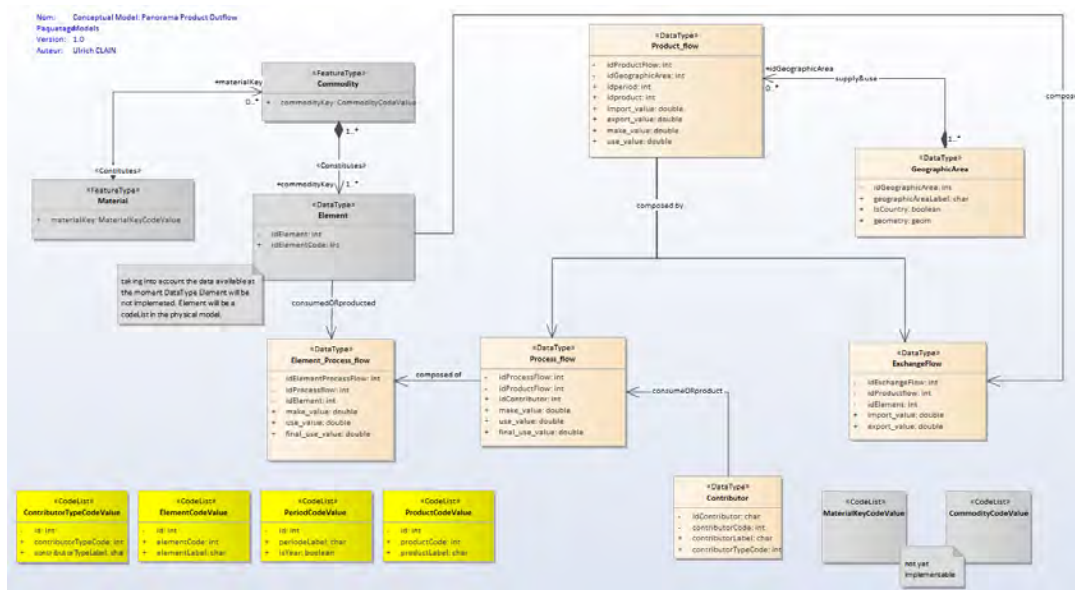 Nom: Conceptual Model: Panorama Product Outflow
Paquetage Models
Version: 1.0
Auteur: Ulrich CLAIN
«DataType»
Product_flow
- idProductFlow: int
- idGeographicArea: int
+ idperiod: int
+ idproduct: int
+ import_value: double
+ export_value: double
+ make_value: double
+ use_value: double
+idGeographicArea
0..*
supply&use
1..*
compos
«FeatureType»
Commodity
+ commodityKey: CommodityCodeValue
+materialKey
0..*
1..*
«Constitutes»
«Constitutes»
+commodityKey
1..*
«FeatureType»
Material
+ materialKey: MaterialKeyCodeValue
«DataType»
Element
- idElement: int
+ idElementCode: int
«DataType»
GeographicArea
- idGeographicArea: int
+ geographicAreaLabel: char
+ IsCountry: boolean
+ geometry: geom
composed by
taking into account the data available at
the momant DataType Element will be
not implemeted. Element will be a
codeList in the physical model.
consumedORproducted
«DataType»
Element_Process_flow
- idElementProcessFlow: int
- idProcessflow: int
- idElement: int
+ make_value: double
+ use_value: double
+ final_use_value: double
composed of
«DataType»
Process_flow
- idProcessFlow: int
- idProductFlow: int
+ idContributor: int
+ make_value: double
- use_value: double
+ final_use_value: double
consumeORproduct
«DataType»
ExchangeFlow
- idExchangeFlow: int
- idProductflow: int
- idElement: int
+ import_value: double
+ export_value: double
«CodeList»
ContributorTypeCodeValue
- id: int
+ contributorTypeCode: int
+ contributorTypeLabel: char
«CodeList»
ElementCodeValue
- id: int
+ elementCode: int
+ elementLabel: char
«CodeList»
PeriodCodeValue
- id: int
+ periodeLabel: char
+ isYear: boolean
«CodeList»
ProductCodeValue
- id: int
+ productCode: int
+ productLabel: char
«DataType»
Contributor
- idContributor: char
- contributorCode: int
+ contributorLabel: char
+ contributorTypeCode: int
«CodeList»
MaterialKeyCodeValue
«CodeList»
CommodityCodeValue
not yet
implementable